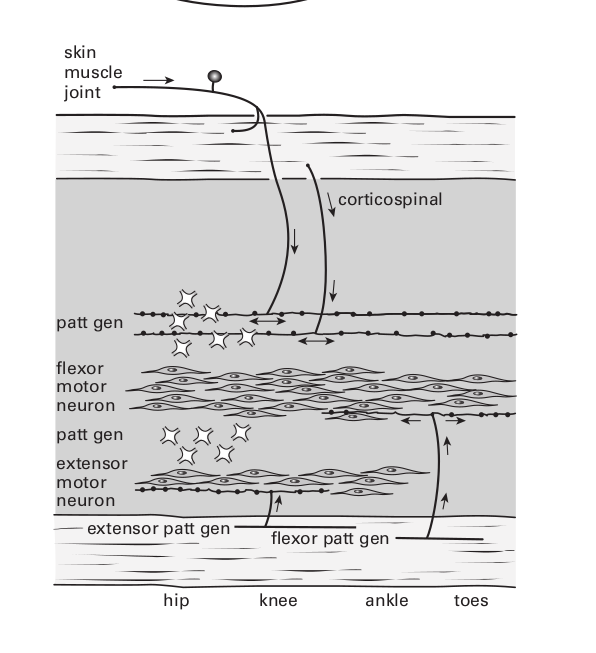 skin
muscle
joint
corticospinal
patt gen
flexor
motor
neuron
patt gen
extensor
motor
neuron
extensor patt gen
flexor patt gen
hip knee ankle toes